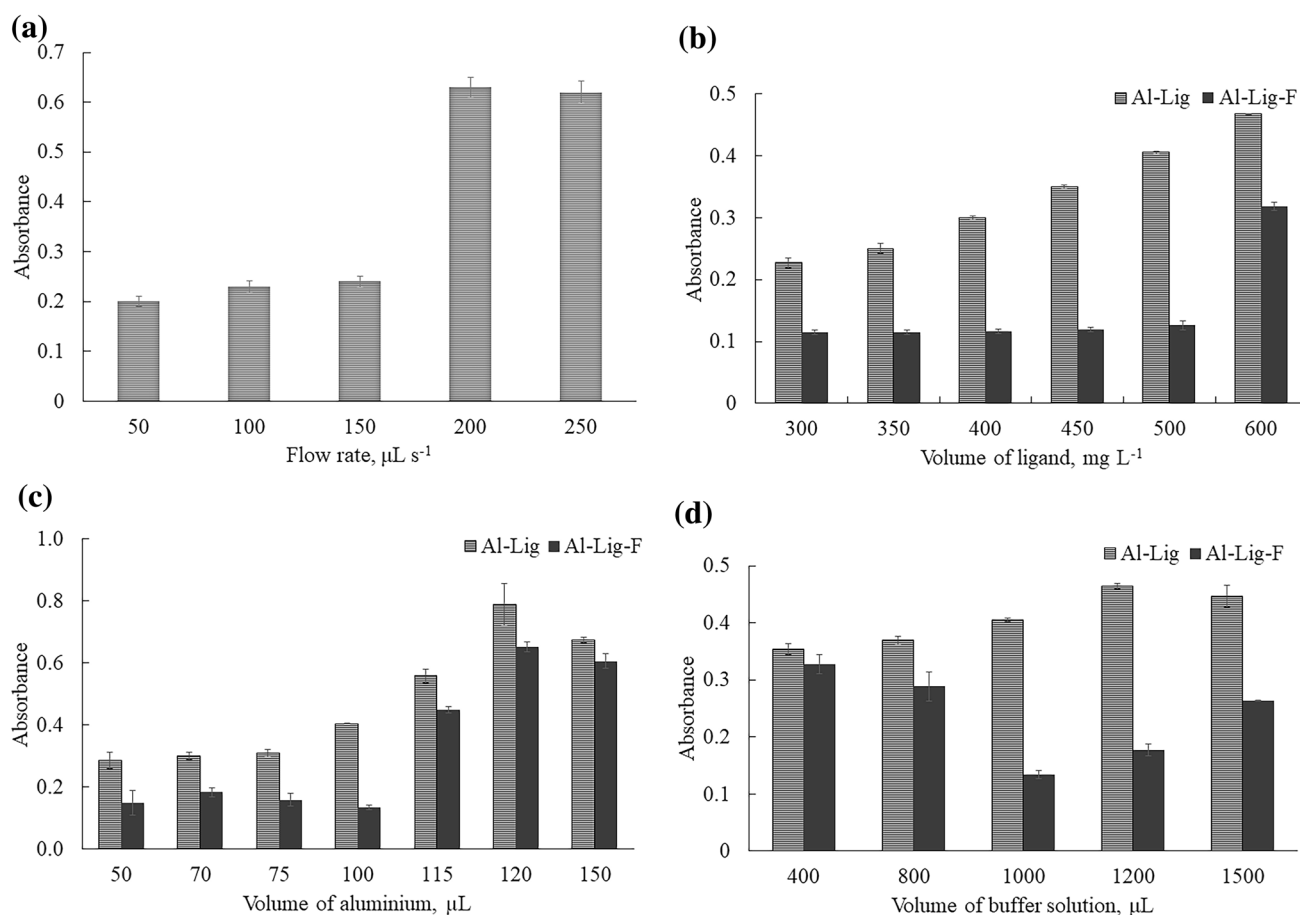 (a)
0.7
0.6
0.5
0.4
0.3
0.2
0.1
0
Absorbance
50 100 150 200 250
Flow rate, μL s-1
(b)
Al-Lig Al-Lig-F
0.5
0.4
0.3
0.2
0.1
0
Absorbance
300 350 400 450 500 600
Volume of ligand, mg L-1
(c)
Al-Lig Al-Lig-F
1.0
0.8
0.6
0.4
0.2
0.0
Absorbance
50 70 75 100 115 120 150
Volume of aluminium, μL
(d)
Al-Lig Al-Lig-F
0.5
0.4
0.3
0.2
0.1
0
Absorbance
400 800 1000 1200 1500
Volume of buffer solution, μL